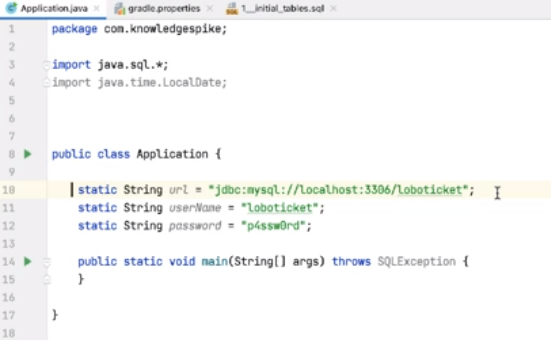 Application.java gradle.properties 1__initial_tables.sql
1 package com.knowledgespike;
2
3 import java.sql.*;
4 import java.time.LocalDate;
5
6
7
8 public class Application {
9
10 static String url = "jdbc:mysql://localhost:3306/loboticket";
11 static String userName = "loboticket";
12 static String password = "p4ssw0rd";
13
14 public static void main(String[] args) throws SQLException {
15 }
16
17 }
18